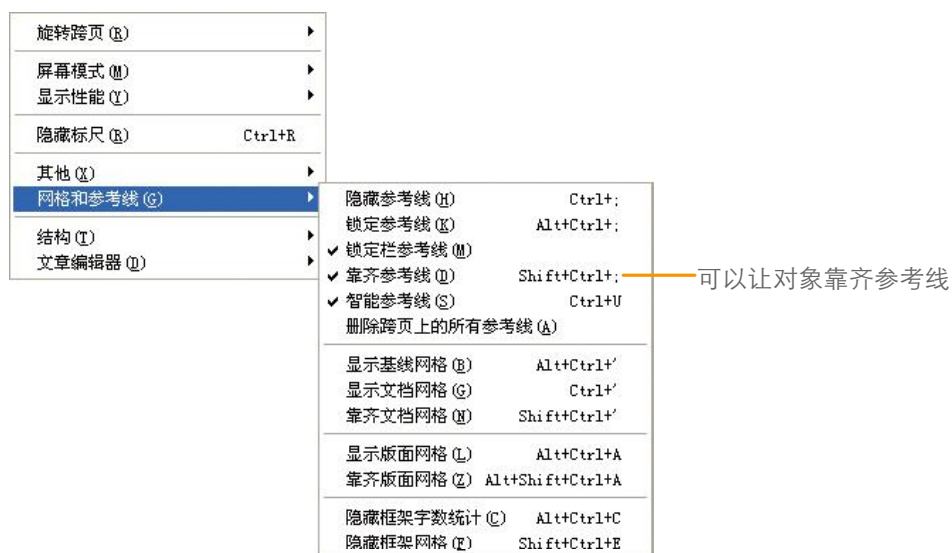 旋转跨页(R)
屏幕模式(M)
显示性能(Y)
隐藏标尺(R) Ctrl+R
其他(X)
网格和参考线(G)
结构(T)
文章编辑器(D)
隐藏参考线(H) Ctrl+;
锁定参考线(K) Alt+Ctrl+;
锁定栏参考线(M)
靠齐参考线(D) Shift+Ctrl+;
可以让对象靠齐参考线
智能参考线(S) Ctrl+U
删除跨页上的所有参考线(A)
显示基线网格(B) Alt+Ctrl+'
显示文档网格(G) Ctrl+'
靠齐文档网格(N) Shift+Ctrl+'
显示版面网格(L) Alt+Ctrl+A
靠齐版面网格(Z) Alt+Shift+Ctrl+A
隐藏框架字数统计(C) Alt+Ctrl+C
隐藏框架网格(F) Shift+Ctrl+E